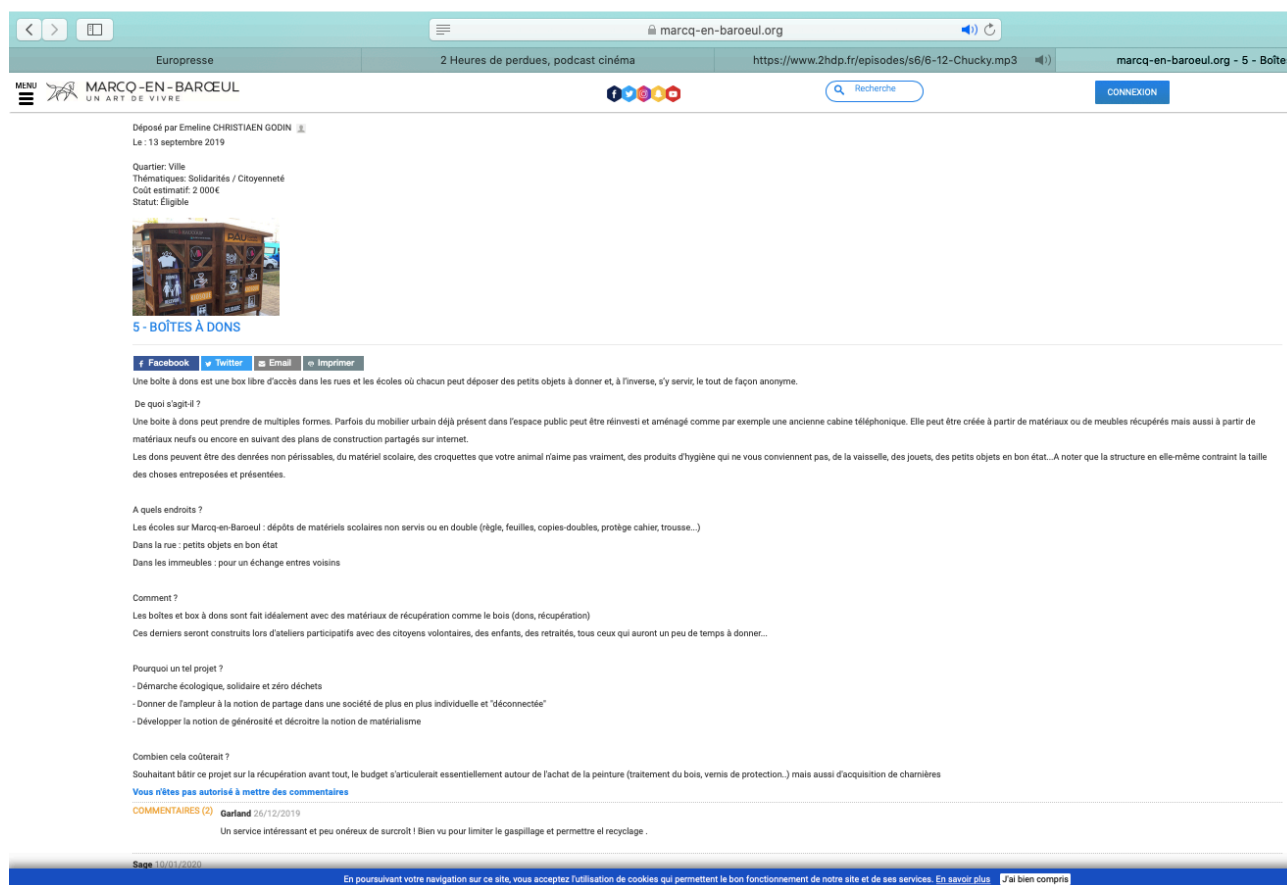 marcq-en-baroeul.org
Europresse
2 Heures de perdues, podcast cinéma
https://www.2hdp.fr/episodes/s6/6-12-Chucky.mp3
marcq-en-baroeul.org - 5 - Boîte
MENU
MARCQ-EN-BARŒUL
UN ART DE VIVRE
Recherche
CONNEXION
Déposé par Emeline CHRISTIAEN GODIN
Le : 13 septembre 2019
Quartier: Ville
Thématiques: Solidarités / Citoyenneté
Coût estimatif: 2 000€
Statut: Éligible
5 - BOÎTES À DONS
Facebook
Twitter
Email
Imprimer
Une boîte à dons est une box libre d'accès dans les rues et les écoles où chacun peut déposer des petits objets à donner et, à l'inverse, s'y servir, le tout de façon anonyme.
De quoi s'agit-il ?
Une boite à dons peut prendre de multiples formes. Parfois du mobilier urbain déjà présent dans l'espace public peut être réinvesti et aménagé comme par exemple une ancienne cabine téléphonique. Elle peut être créée à partir de matériaux ou de meubles récupérés mais aussi à partir de
matériaux neufs ou encore en suivant des plans de construction partagés sur internet.
Les dons peuvent être des denrées non périssables, du matériel scolaire, des croquettes que votre animal n'aime pas vraiment, des produits d'hygiène qui ne vous conviennent pas, de la vaisselle, des jouets, des petits objets en bon état...A noter que la structure en elle-même contraint la taille
des choses entreposées et présentées.
A quels endroits ?
Les écoles sur Marcq-en-Baroeul : dépôts de matériels scolaires non servis ou en double (règle, feuilles, copies-doubles, protège cahier, trousse...)
Dans la rue : petits objets en bon état
Dans les immeubles : pour un échange entres voisins
Comment ?
Les boîtes et box à dons sont fait idéalement avec des matériaux de récupération comme le bois (dons, récupération)
Ces derniers seront construits lors d'ateliers participatifs avec des citoyens volontaires, des enfants, des retraités, tous ceux qui auront un peu de temps à donner...
Pourquoi un tel projet ?
- Démarche écologique, solidaire et zéro déchets
- Donner de l'ampleur à la notion de partage dans une société de plus en plus individuelle et "déconnectée"
- Développer la notion de générosité et décroitre la notion de matérialisme
Combien cela coûterait ?
Souhaitant bâtir ce projet sur la récupération avant tout, le budget s'articulerait essentiellement autour de l'achat de la peinture (traitement du bois, vernis de protection..) mais aussi d'acquisition de charnières
Vous n'êtes pas autorisé à mettre des commentaires
COMMENTAIRES (2)
Garland 26/12/2019
Un service intéressant et peu onéreux de surcroît ! Bien vu pour limiter le gaspillage et permettre el recyclage .
Sage 10/01/2020
En poursuivant votre navigation sur ce site, vous acceptez l'utilisation de cookies qui permettent le bon fonctionnement de notre site et de ses services. En savoir plus
J'ai bien compris